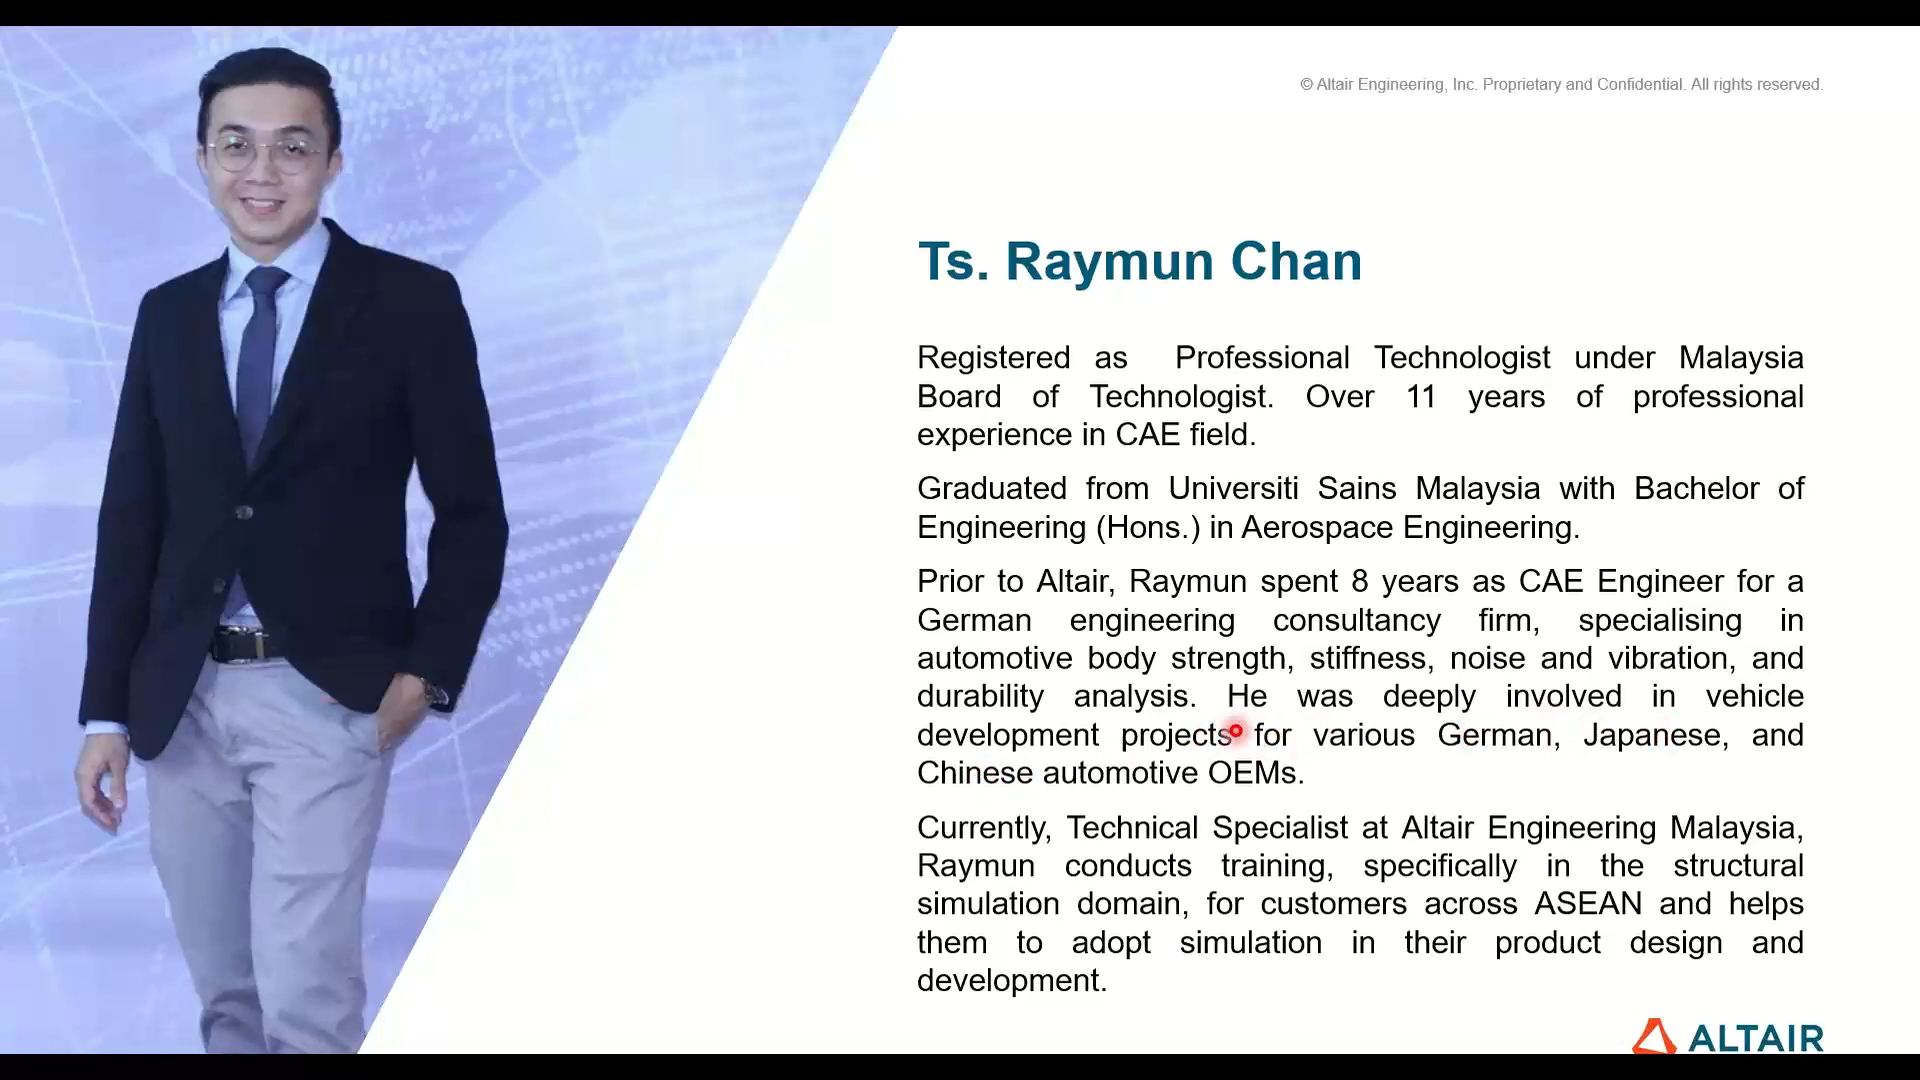 © Altair Engineering, Inc. Proprietary and Confidential. All rights reserved.
Ts. Raymun Chan
Registered as Professional Technologist under Malaysia
Board of Technologist. Over 11 years of professional
experience in CAE field.
Graduated from Universiti Sains Malaysia with Bachelor of
Engineering (Hons.) in Aerospace Engineering.
Prior to Altair, Raymun spent 8 years as CAE Engineer for a
German engineering consultancy firm, specialising in
automotive body strength, stiffness, noise and vibration, and
durability analysis. He was deeply involved in vehicle
development projects for various German, Japanese, and
Chinese automotive OEMs.
Currently, Technical Specialist at Altair Engineering Malaysia,
Raymun conducts training, specifically in the structural
simulation domain, for customers across ASEAN and helps
them to adopt simulation in their product design and
development.
ALTAIR